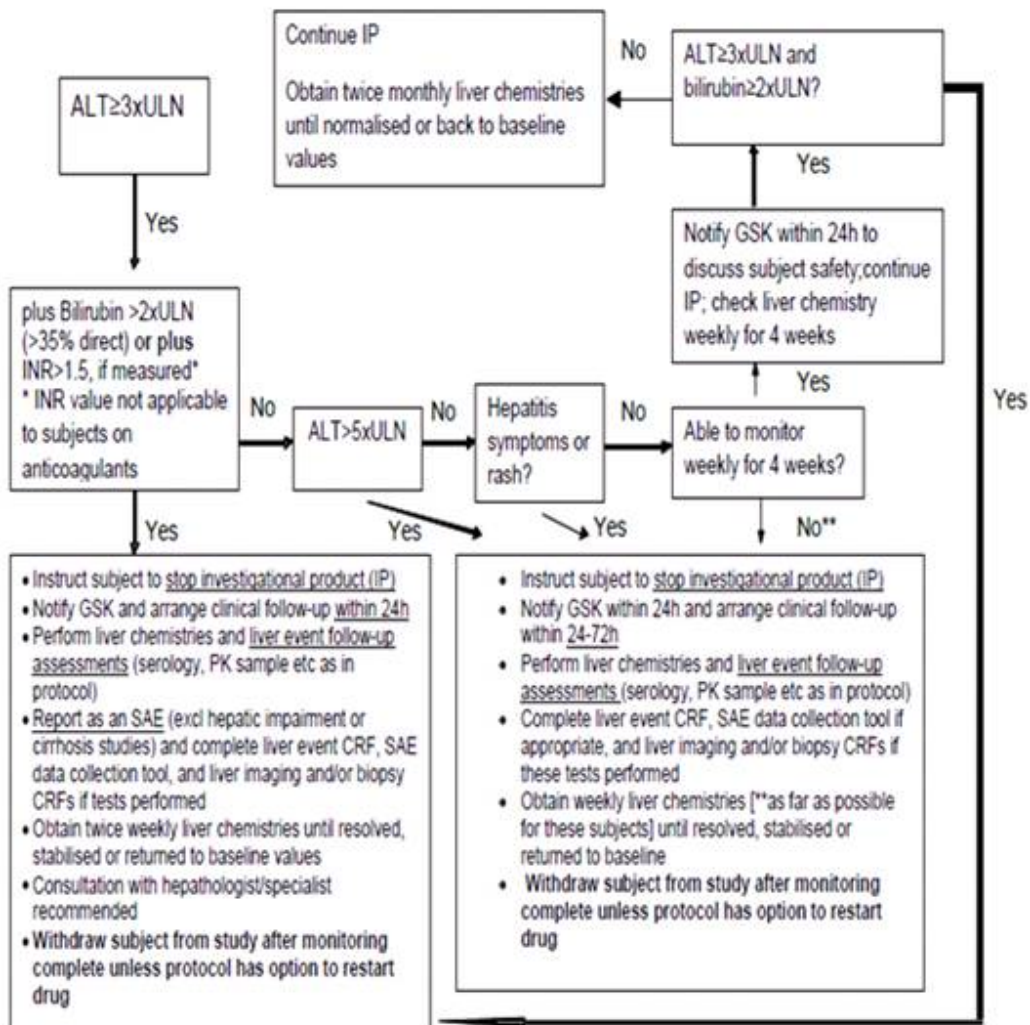 ALT≥3xULN
Yes
plus Bilirubin >2xULN
(>35% direct) or plus
INR>1.5, if measured*
* INR value not applicable
to subjects on
anticoagulants
No
ALT>5xULN
No
Hepatitis
symptoms or
rash?
No
Able to monitor
weekly for 4 weeks?
Yes
Notify GSK within 24h to
discuss subject safety;continue
IP; check liver chemistry
weekly for 4 weeks
Yes
ALT≥3xULN and
bilirubin≥2xULN?
No
Continue IP
Obtain twice monthly liver chemistries
until normalised or back to baseline
values
Yes
Yes
Yes
Yes
No**
• Instruct subject to stop investigational product (IP)
• Notify GSK and arrange clinical follow-up within 24h
• Perform liver chemistries and liver event follow-up
assessments (serology, PK sample etc as in
protocol)
• Report as an SAE (excl hepatic impairment or
cirrhosis studies) and complete liver event CRF, SAE
data collection tool, and liver imaging and/or biopsy
CRFs if tests performed
• Obtain twice weekly liver chemistries until resolved,
stabilised or returned to baseline values
• Consultation with hepathologist/specialist
recommended
• Withdraw subject from study after monitoring
complete unless protocol has option to restart
drug
• Instruct subject to stop investigational product (IP)
• Notify GSK within 24h and arrange clinical follow-up
within 24-72h
• Perform liver chemistries and liver event follow-up
assessments (serology, PK sample etc as in protocol)
• Complete liver event CRF, SAE data collection tool if
appropriate, and liver imaging and/or biopsy CRFs if
these tests performed
• Obtain weekly liver chemistries [**as far as possible
for these subjects] until resolved, stabilised or
returned to baseline
• Withdraw subject from study after monitoring
complete unless protocol has option to restart
drug